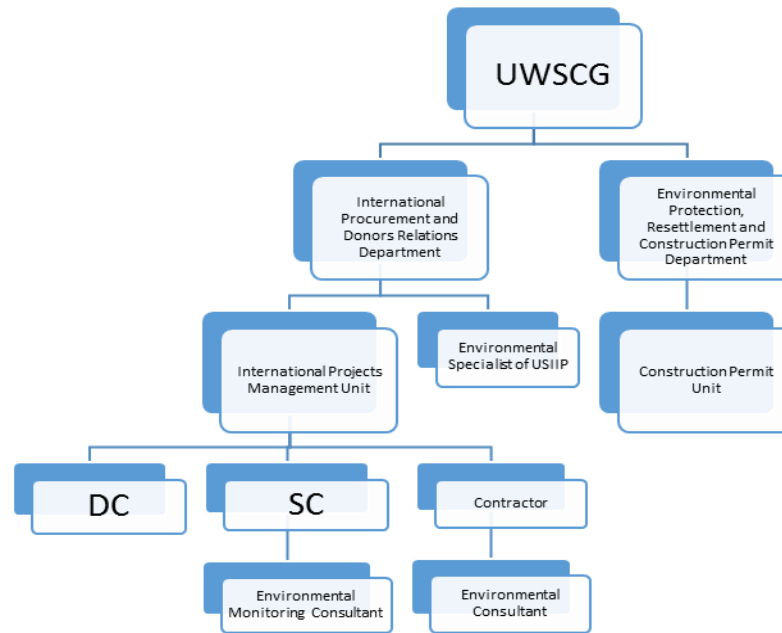 UWSCG
International
Procurement and
Donors Relations
Department
Environmental
Protection,
Resettlement and
Construction Permit
Department
International Projects
Management Unit
Environmental
Specialist of USIIP
Construction Permit
Unit
DC
SC
Contractor
Environmental
Monitoring Consultant
Environmental
Consultant